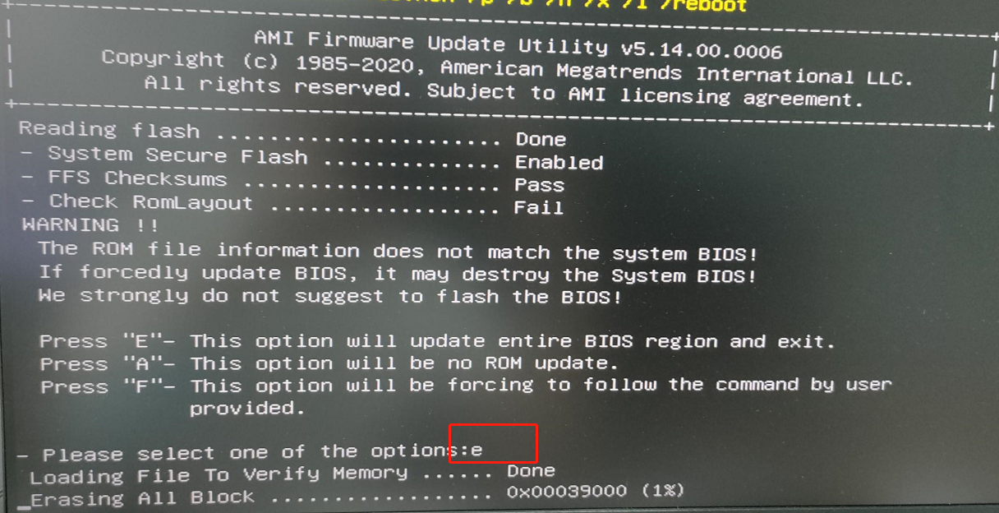 /p /b /n /x /l /reboot
AMI Firmware Update Utility v5.14.00.0006
Copyright (c) 1985-2020, American Megatrends International LLC.
All rights reserved. Subject to AMI licensing agreement.
Reading flash ...................... Done
- System Secure Flash .............. Enabled
- FFS Checksums .................... Pass
- Check RomLayout .................. Fail
WARNING !!
The ROM file information does not match the system BIOS!
If forcedly update BIOS, it may destroy the System BIOS!
We strongly do not suggest to flash the BIOS!
Press "E"- This option will update entire BIOS region and exit.
Press "A"- This option will be no ROM update.
Press "F"- This option will be forcing to follow the command by user
provided.
- Please select one of the options:e
Loading File To Verify Memory ...... Done
_Erasing All Block .................. 0x00039000 (1%)